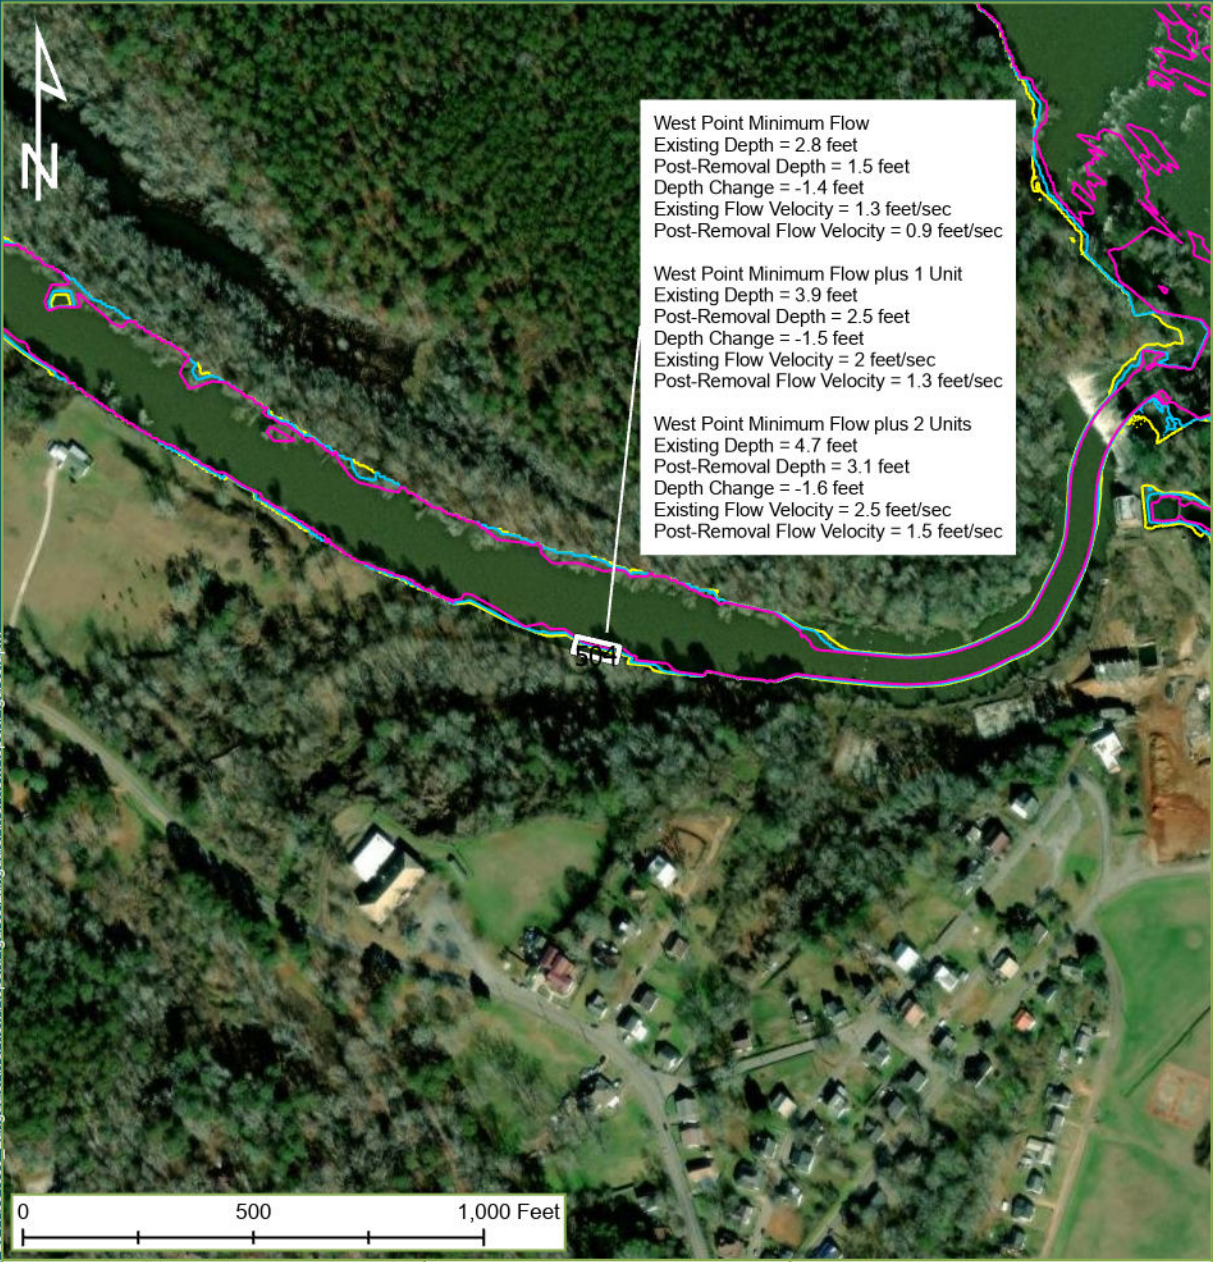 N
West Point Minimum Flow
Existing Depth = 2.8 feet
Post-Removal Depth = 1.5 feet
Depth Change = -1.4 feet
Existing Flow Velocity = 1.3 feet/sec
Post-Removal Flow Velocity = 0.9 feet/sec
West Point Minimum Flow plus 1 Unit
Existing Depth = 3.9 feet
Post-Removal Depth = 2.5 feet
Depth Change = -1.5 feet
Existing Flow Velocity = 2 feet/sec
Post-Removal Flow Velocity = 1.3 feet/sec
West Point Minimum Flow plus 2 Units
Existing Depth = 4.7 feet
Post-Removal Depth = 3.1 feet
Depth Change = -1.6 feet
Existing Flow Velocity = 2.5 feet/sec
Post-Removal Flow Velocity = 1.5 feet/sec
504
0 500 1,000 Feet